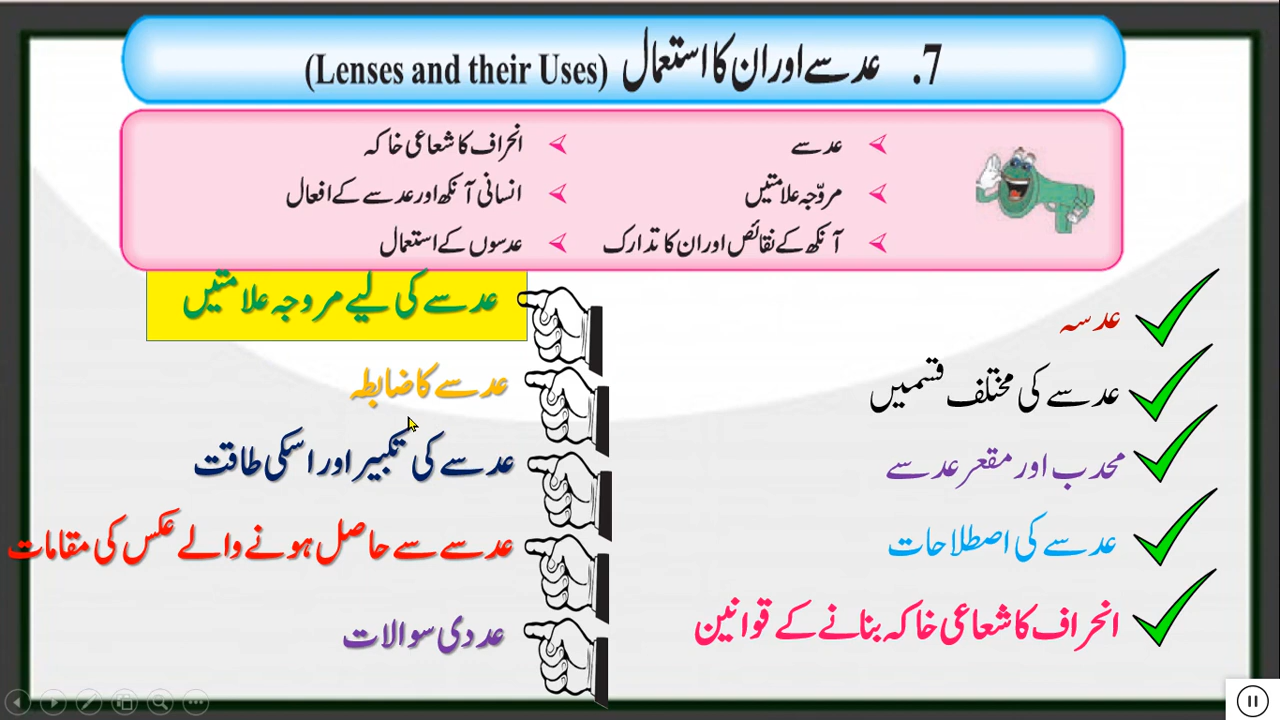 7. عدسے اور ان کا استعمال (Lenses and their Uses)
عدسے
انحراف کا شعاعی خاکہ
مروّجہ علامتیں
انسانی آنکھ اور عدسے کے افعال
آنکھ کے نقائص اور ان کا تدارک
عدسوں کے استعمال
عدسہ
عدسے کی مختلف قسمیں
محدب اور مقعر عدسے
عدسے کی اصطلاحات
انحراف کا شعاعی خاکہ بنانے کے قوانین
عدسے کی لیے مروجہ علامتیں
عدسے کا ضابطہ
عدسے کی تکبیر اور اسکی طاقت
عدسے سے حاصل ہونے والے عکس کی مقامات
عددی سوالات